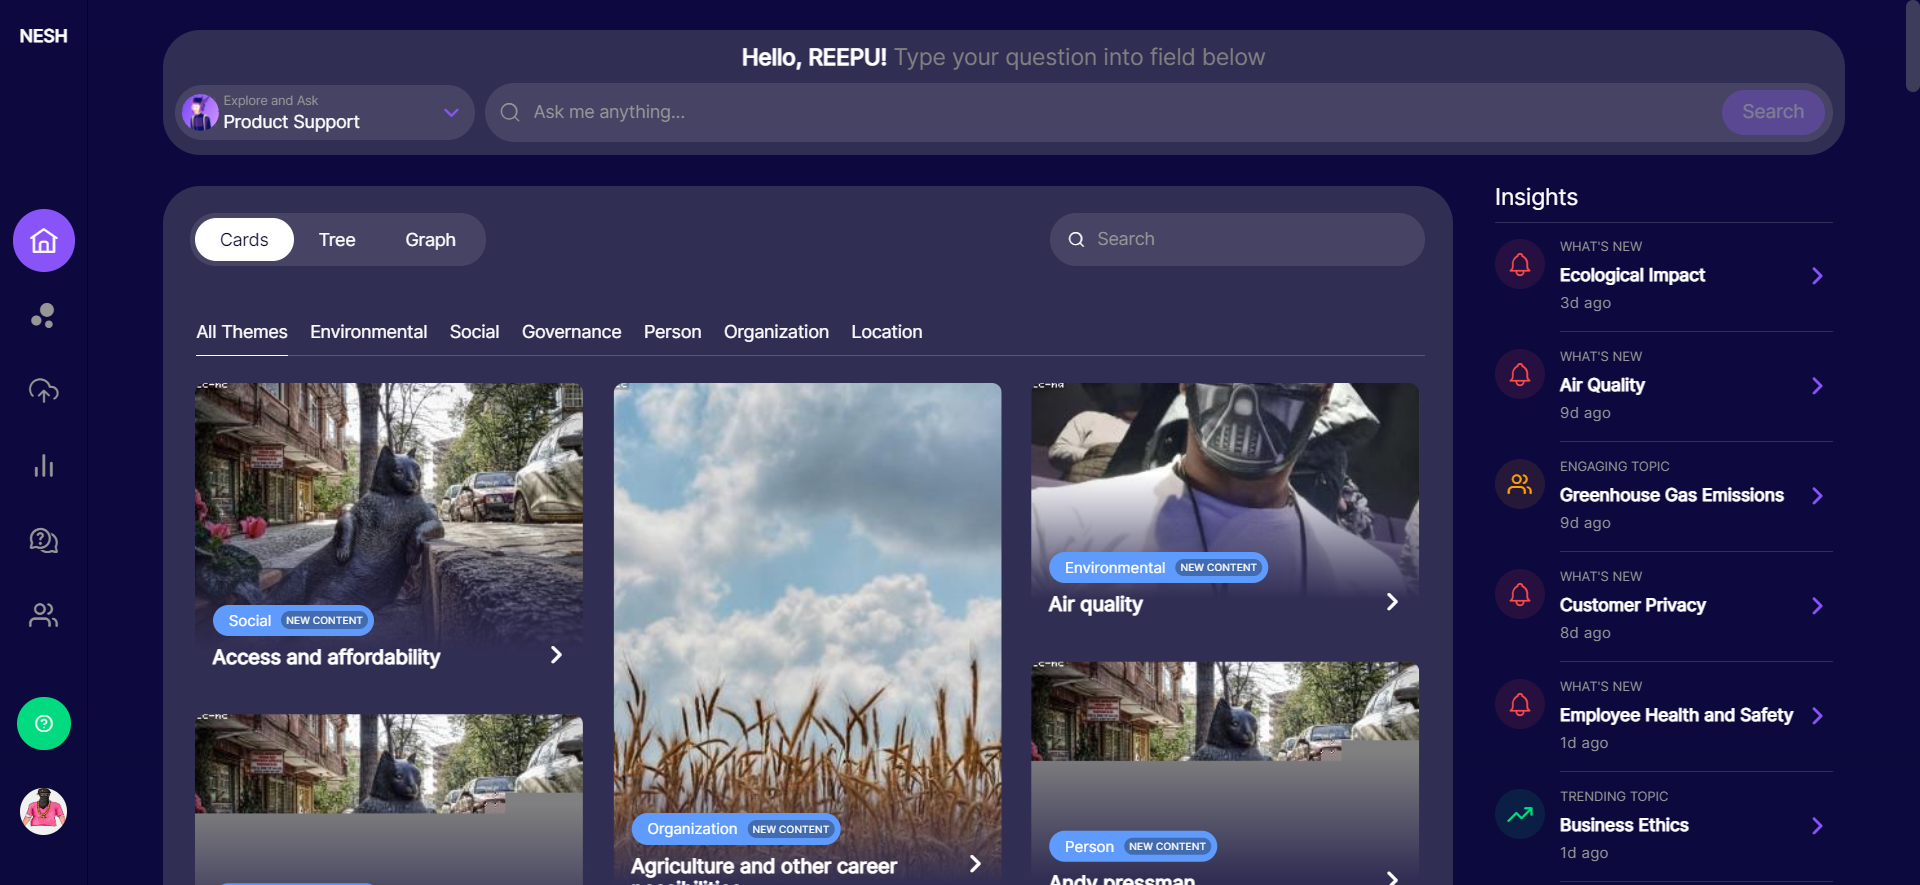 NESH
Hello, REEPU! Type your question into field below
Explore and Ask
Product Support
Ask me anything...
Search
Cards
Tree
Graph
Search
All Themes
Environmental
Social
Governance
Person
Organization
Location
Social
NEW CONTENT
Access and affordability
Organization
NEW CONTENT
Agriculture and other career
possibilities
Environmental
NEW CONTENT
Air quality
Person
NEW CONTENT
Andy pressman
Insights
WHAT'S NEW
Ecological Impact
3d ago
WHAT'S NEW
Air Quality
9d ago
ENGAGING TOPIC
Greenhouse Gas Emissions
9d ago
WHAT'S NEW
Customer Privacy
8d ago
WHAT'S NEW
Employee Health and Safety
1d ago
TRENDING TOPIC
Business Ethics
1d ago